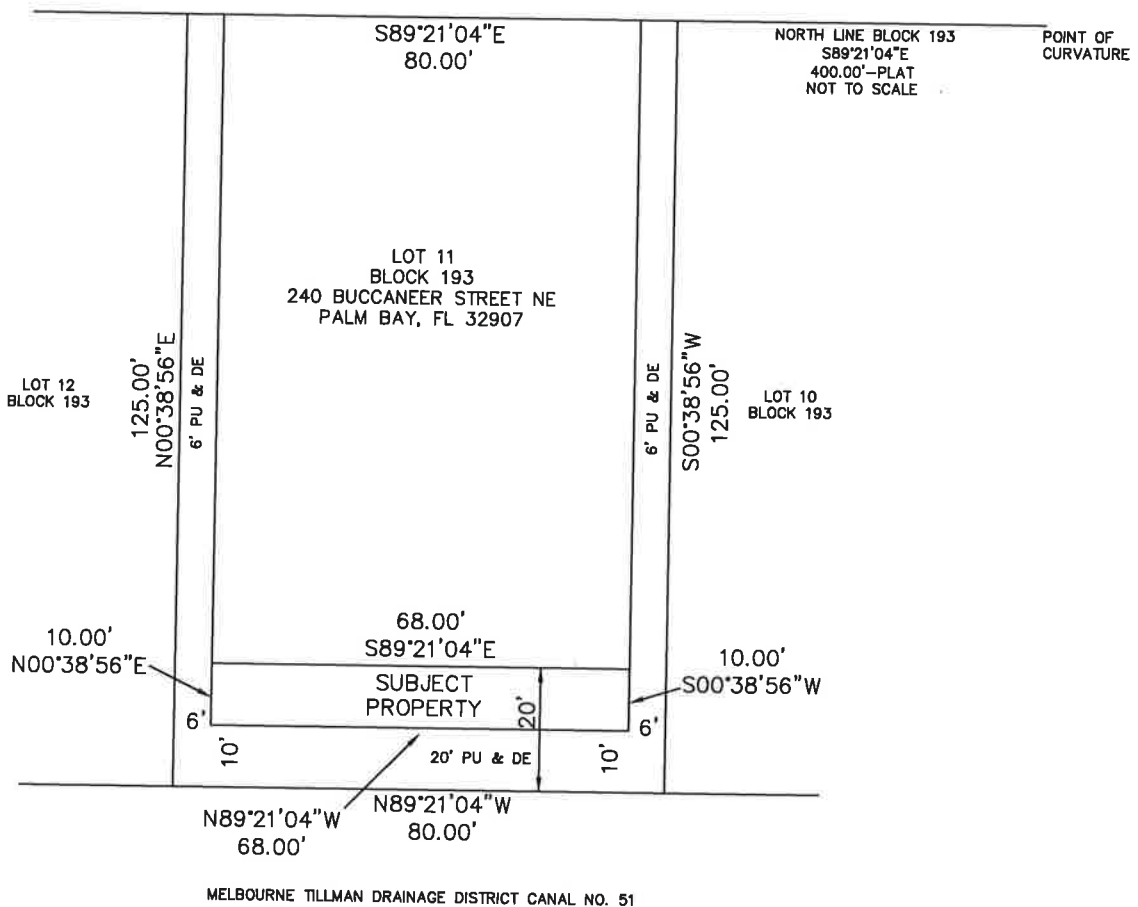 S89°21'04"E
80.00'
NORTH LINE BLOCK 193
S89°21'04"E
400.00'-PLAT
NOT TO SCALE
POINT OF
CURVATURE
LOT 11
BLOCK 193
240 BUCCANEER STREET NE
PALM BAY, FL 32907
LOT 12
BLOCK 193
125.00'
N00°38'56"E
6' PU & DE
6' PU & DE
S00°38'56"W
125.00'
LOT 10
BLOCK 193
68.00'
S89°21'04"E
10.00'
N00°38'56"E
10.00'
S00°38'56"W
SUBJECT
PROPERTY
20'
6'
6'
10'
10'
20' PU & DE
N89°21'04"W
68.00'
N89°21'04"W
80.00'
MELBOURNE TILLMAN DRAINAGE DISTRICT CANAL NO. 51